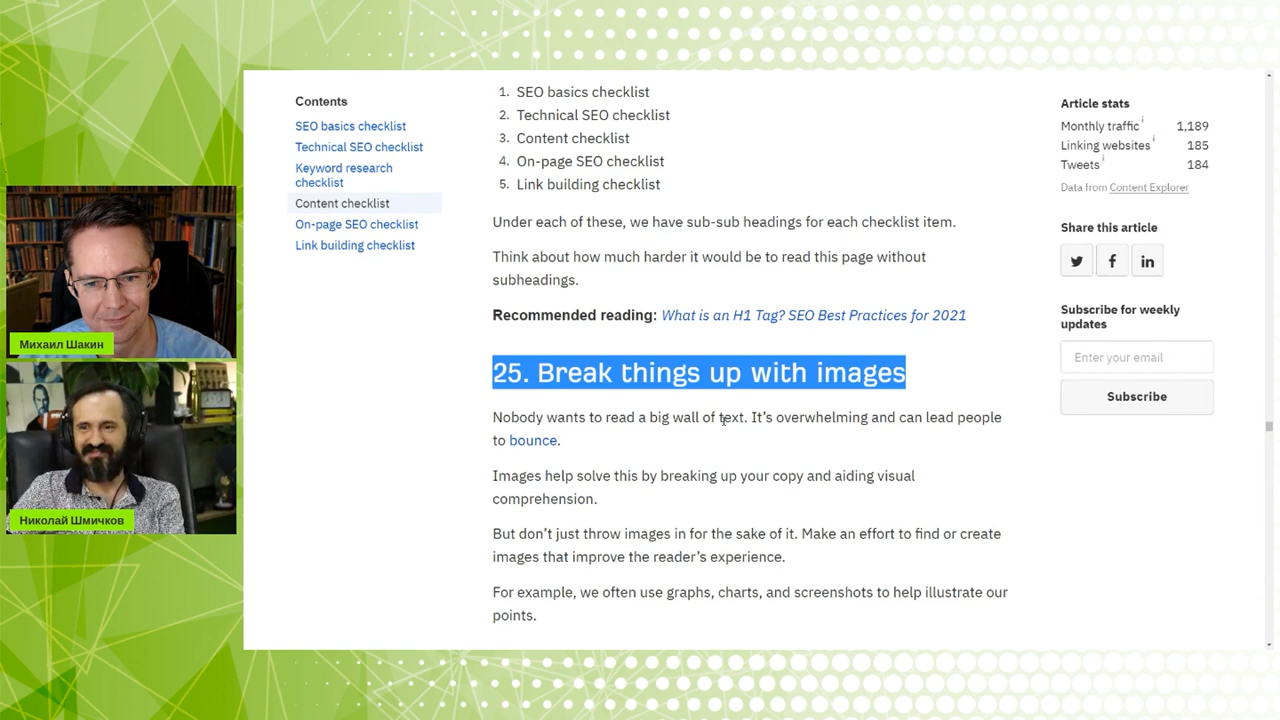 Contents
SEO basics checklist
Technical SEO checklist
Keyword research
checklist
Content checklist
On-page SEO checklist
Link building checklist
1. SEO basics checklist
2. Technical SEO checklist
3. Content checklist
4. On-page SEO checklist
5. Link building checklist
Under each of these, we have sub-sub headings for each checklist item.
Think about how much harder it would be to read this page without
subheadings.
Recommended reading: What is an H1 Tag? SEO Best Practices for 2021
25. Break things up with images
Nobody wants to read a big wall of text. It’s overwhelming and can lead people
to bounce.
Images help solve this by breaking up your copy and aiding visual
comprehension.
But don’t just throw images in for the sake of it. Make an effort to find or create
images that improve the reader’s experience.
For example, we often use graphs, charts, and screenshots to help illustrate our
points.
Article stats
Monthly traffic i 1,189
Linking websites i 185
Tweets i 184
Data from Content Explorer
Share this article
Subscribe for weekly
updates
Enter your email
Subscribe
Михаил Шакин
Николай Шмичков